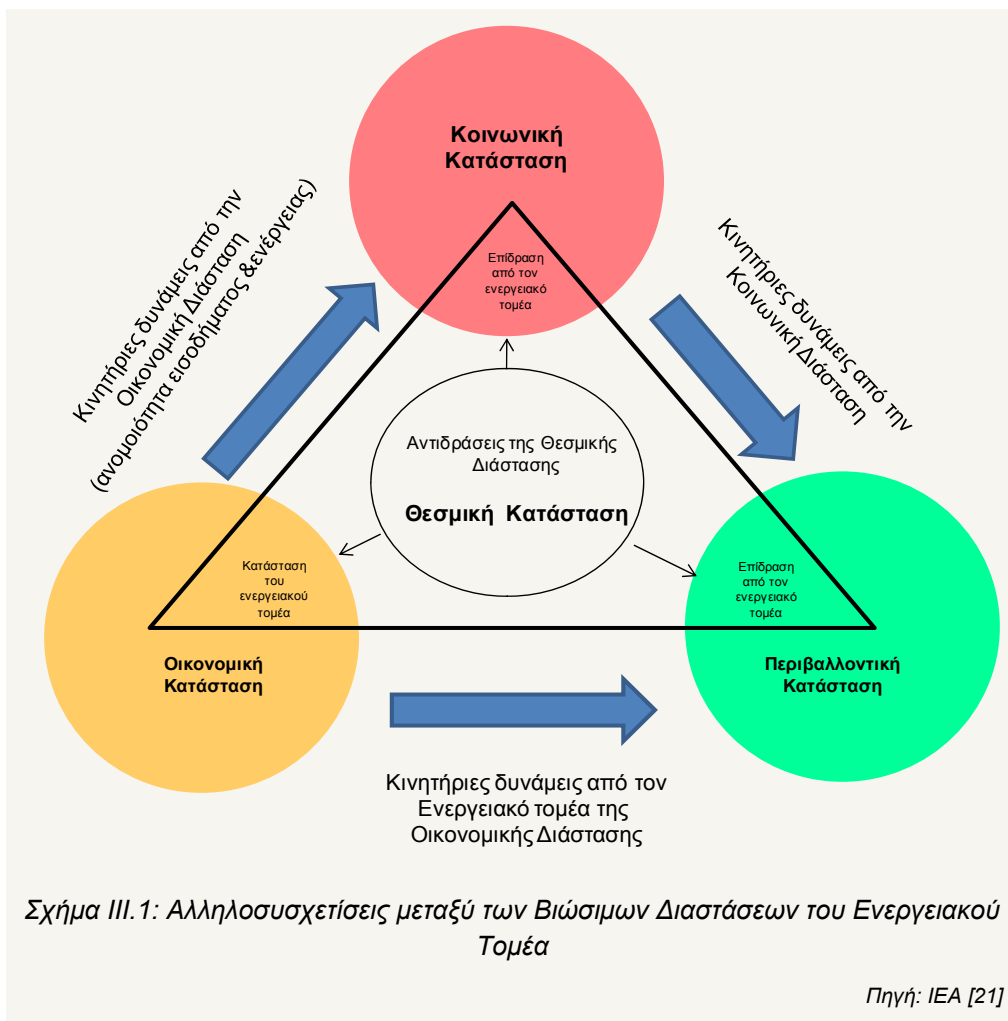 Κοινωνική
Κατάσταση
Επίδραση
από τον
ενεργειακό
τομέα
Κινητήριες δυνάμεις από την
Οικονομική Διάσταση
(ανομοιότητα εισοδήματος &ενέργειας)
Κινητήριες δυνάμεις από την
Κοινωνική Διάσταση
Αντιδράσεις της Θεσμικής
Διάστασης
Θεσμική Κατάσταση
Κατάσταση
του
ενεργειακού
τομέα
Οικονομική
Κατάσταση
Επίδραση
από τον
ενεργειακό
τομέα
Περιβαλλοντική
Κατάσταση
Κινητήριες δυνάμεις από τον
Ενεργειακό τομέα της
Οικονομικής Διάστασης
Σχήμα III.1: Αλληλοσυσχετίσεις μεταξύ των Βιώσιμων Διαστάσεων του Ενεργειακού
Τομέα
Πηγή: IEA [21]